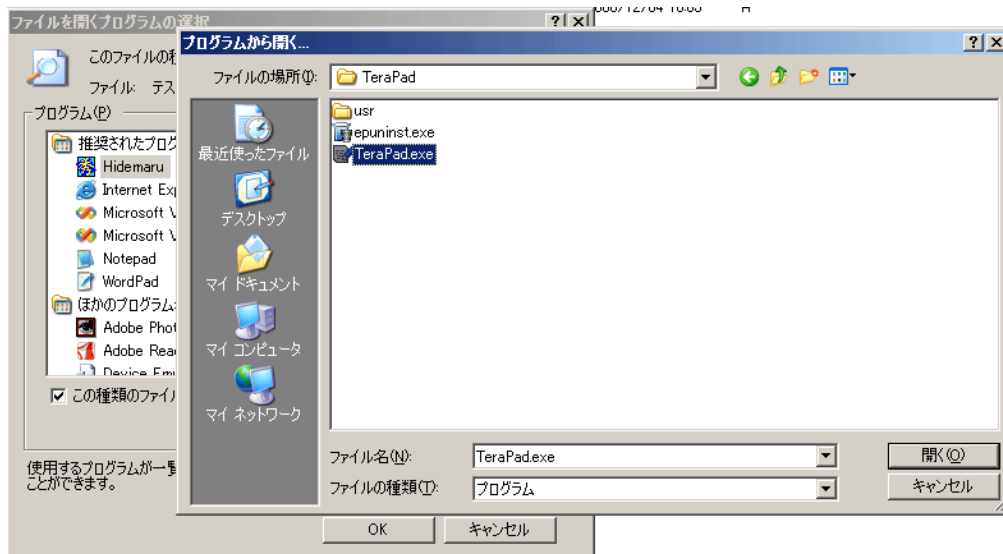 ファイルを開くプログラムの選択
このファイルの種
ファイル: テス
プログラム(P)
推奨されたプログ
Hidemaru
Internet Exp
Microsoft V
Microsoft V
Notepad
WordPad
ほかのプログラム:
Adobe Phot
Adobe Read
Device Emu
この種類のファイル
使用するプログラムが一覧
ことができます。
OK
キャンセル
プログラムから開く...
ファイルの場所(I):
TeraPad
最近使ったファイル
デスクトップ
マイ ドキュメント
マイ コンピュータ
マイ ネットワーク
usr
epuninst.exe
TeraPad.exe
ファイル名(N):
TeraPad.exe
開く(O)
ファイルの種類(T):
プログラム
キャンセル